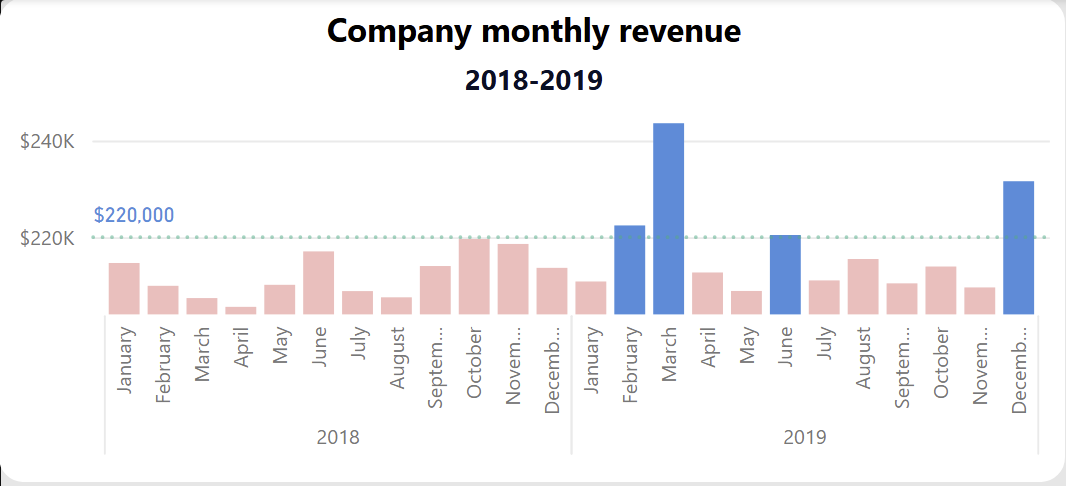 Company monthly revenue
2018-2019
$240K
$220,000
$220K
January
February
March
April
May
June
July
August
Septem...
October
Novem...
Decemb...
January
February
March
April
May
June
July
August
Septem...
October
Novem...
Decemb...
2018
2019